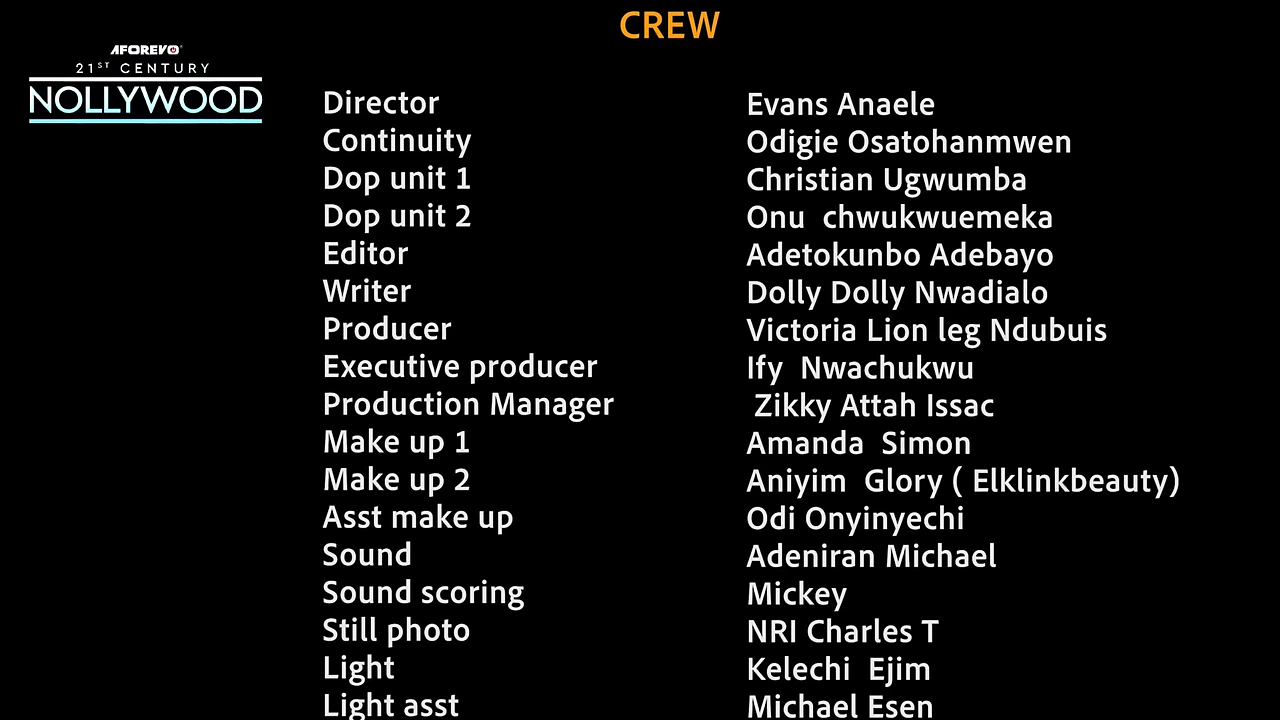 CREW
AFOREVO
21ST CENTURY
NOLLYWOOD
Director Evans Anaele
Continuity Odigie Osatohanmwen
Dop unit 1 Christian Ugwumba
Dop unit 2 Onu chwukwuemeka
Editor Adetokunbo Adebayo
Writer Dolly Dolly Nwadialo
Producer Victoria Lion leg Ndubuis
Executive producer Ify Nwachukwu
Production Manager Zikky Attah Issac
Make up 1 Amanda Simon
Make up 2 Aniyim Glory ( Elklinkbeauty)
Asst make up Odi Onyinyechi
Sound Adeniran Michael
Sound scoring Mickey
Still photo NRI Charles T
Light Kelechi Ejim
Light asst Michael Esen